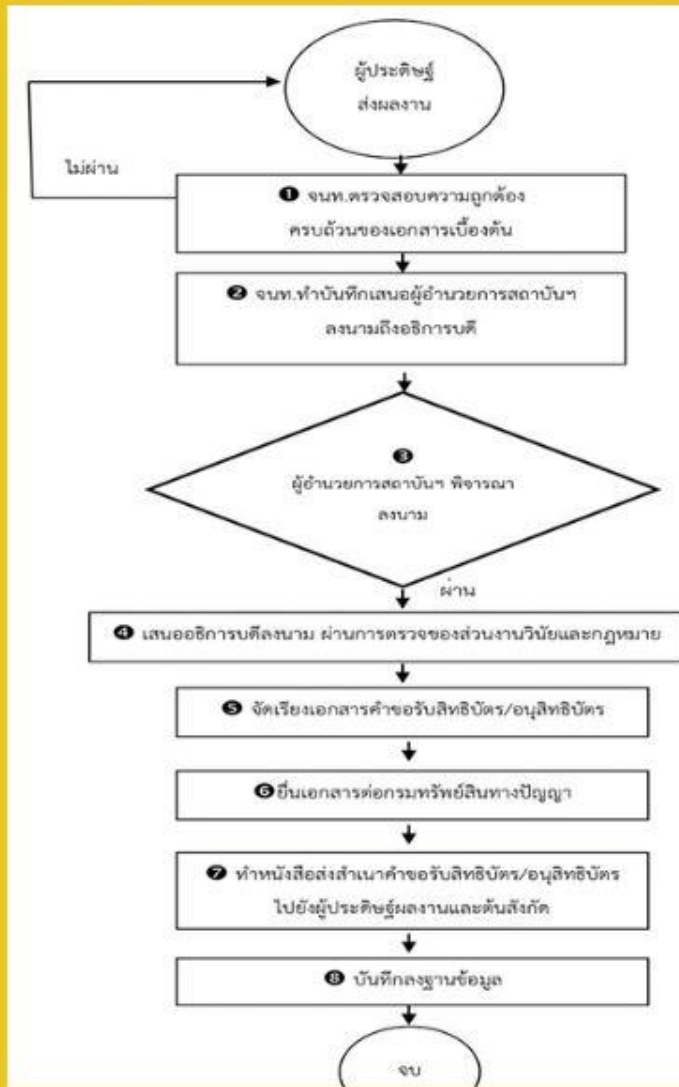 ผู้ประดิษฐ์
ส่งผลงาน
ไม่ผ่าน
❶ จนท.ตรวจสอบความถูกต้อง
ครบถ้วนของเอกสารเบื้องต้น
❷ จนท.ทำบันทึกเสนอผู้อำนวยการสถาบันฯ
ลงนามถึงอธิการบดี
❸
ผู้อำนวยการสถาบันฯ พิจารณา
ลงนาม
ผ่าน
❹ เสนออธิการบดีลงนาม ผ่านการตรวจของส่วนงานวินัยและกฎหมาย
❺ จัดเรียงเอกสารคำขอรับสิทธิบัตร/อนุสิทธิบัตร
❻ยื่นเอกสารต่อกรมทรัพย์สินทางปัญญา
❼ ทำหนังสือส่งสำเนาคำขอรับสิทธิบัตร/อนุสิทธิบัตร
ไปยังผู้ประดิษฐ์ผลงานและต้นสังกัด
❽ บันทึกลงฐานข้อมูล
จบ